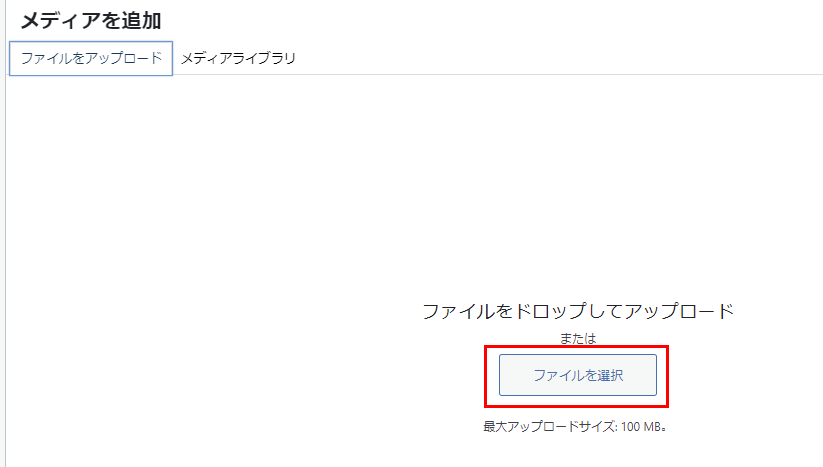 メディアを追加
ファイルをアップロード メディアライブラリ
ファイルをドロップしてアップロード
または
ファイルを選択
最大アップロードサイズ: 100 MB。